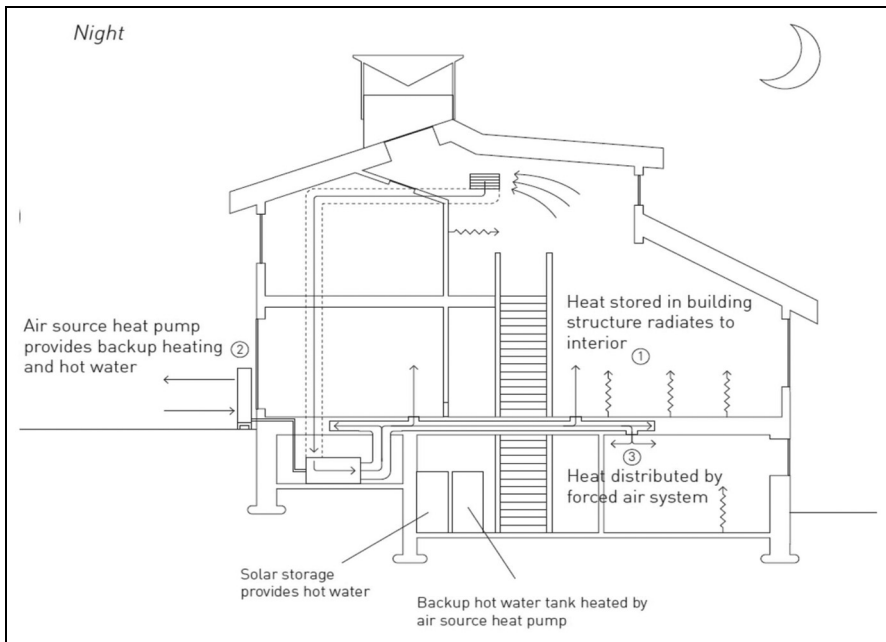 Night
Heat stored in building
structure radiates to
interior
①
Air source heat pump
provides backup heating
and hot water
②
③
Heat distributed by
forced air system
Solar storage
provides hot water
Backup hot water tank heated by
air source heat pump